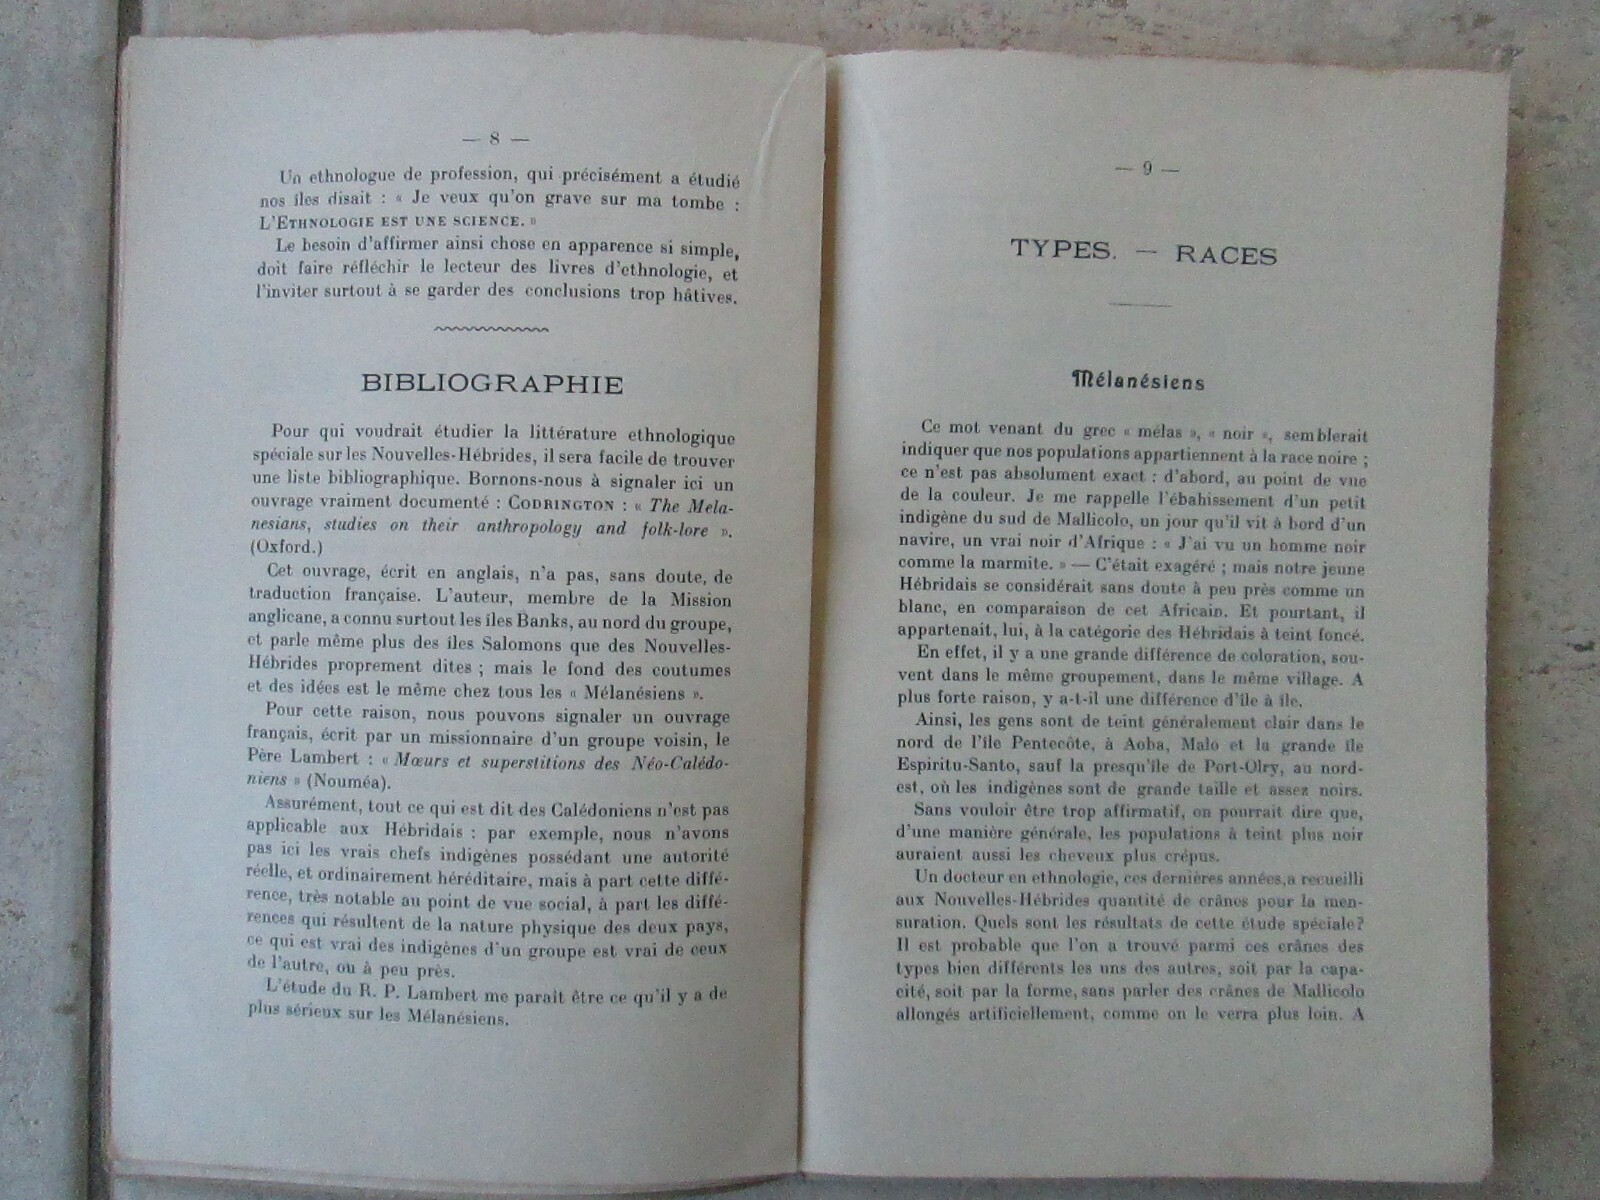 — 8 —
Un ethnologue de profession, qui précisément a étudié
nos îles disait : « Je veux qu'on grave sur ma tombe :
L'ETHNOLOGIE EST UNE SCIENCE. »
Le besoin d'affirmer ainsi chose en apparence si simple,
doit faire réfléchir le lecteur des livres d'ethnologie, et
l'inviter surtout à se garder des conclusions trop hâtives.
BIBLIOGRAPHIE
Pour qui voudrait étudier la littérature ethnologique
spéciale sur les Nouvelles-Hébrides, il sera facile de trouver
une liste bibliographique. Bornons-nous à signaler ici un
ouvrage vraiment documenté : CODRINGTON : « The Mela-
nesians, studies on their anthropology and folk-lore ».
(Oxford.)
Cet ouvrage, écrit en anglais, n'a pas, sans doute, de
traduction française. L'auteur, membre de la Mission
anglicane, a connu surtout les îles Banks, au nord du groupe,
et parle même plus des îles Salomons que des Nouvelles-
Hébrides proprement dites ; mais le fond des coutumes
et des idées est le même chez tous les « Mélanésiens ».
Pour cette raison, nous pouvons signaler un ouvrage
français, écrit par un missionnaire d'un groupe voisin, le
Père Lambert : « Mœurs et superstitions des Néo-Calédo-
niens » (Nouméa).
Assurément, tout ce qui est dit des Calédoniens n'est pas
applicable aux Hébridais : par exemple, nous n'avons
pas ici les vrais chefs indigènes possédant une autorité
réelle, et ordinairement héréditaire, mais à part cette diffé-
rence, très notable au point de vue social, à part les diffé-
rences qui résultent de la nature physique des deux pays,
ce qui est vrai des indigènes d'un groupe est vrai de ceux
de l'autre, ou à peu près.
L'étude du R. P. Lambert me paraît être ce qu'il y a de
plus sérieux sur les Mélanésiens.
— 9 —
TYPES. — RACES
Mélanésiens
Ce mot venant du grec « mélas », « noir », semblerait
indiquer que nos populations appartiennent à la race noire ;
ce n'est pas absolument exact : d'abord, au point de vue
de la couleur. Je me rappelle l'ébahissement d'un petit
indigène du sud de Mallicolo, un jour qu'il vit à bord d'un
navire, un vrai noir d'Afrique : « J'ai vu un homme noir
comme la marmite. » — C'était exagéré ; mais notre jeune
Hébridais se considérait sans doute à peu près comme un
blanc, en comparaison de cet Africain. Et pourtant, il
appartenait, lui, à la catégorie des Hébridais à teint foncé.
En effet, il y a une grande différence de coloration, sou-
vent dans le même groupement, dans le même village. A
plus forte raison, y a-t-il une différence d'île à île.
Ainsi, les gens sont de teint généralement clair dans le
nord de l'île Pentecôte, à Aoba, Malo et la grande île
Espiritu-Santo, sauf la presqu'île de Port-Olry, au nord-
est, où les indigènes sont de grande taille et assez noirs.
Sans vouloir être trop affirmatif, on pourrait dire que,
d'une manière générale, les populations à teint plus noir
auraient aussi les cheveux plus crépus.
Un docteur en ethnologie, ces dernières années, a recueilli
aux Nouvelles-Hébrides quantité de crânes pour la men-
suration. Quels sont les résultats de cette étude spéciale?
Il est probable que l'on a trouvé parmi ces crânes des
types bien différents les uns des autres, soit par la capa-
cité, soit par la forme, sans parler des crânes de Mallicolo
allongés artificiellement, comme on le verra plus loin. A